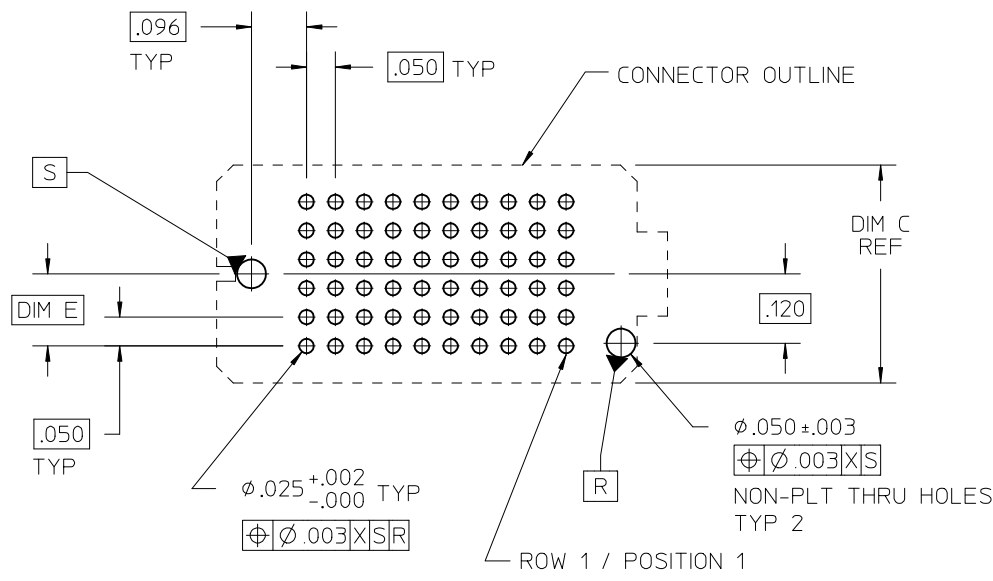 .096
TYP
.050 TYP
CONNECTOR OUTLINE
S
DIM C
REF
DIM E
.120
.050
TYP
⌀.050 ±.003
⌖ ⌀.003 X S
NON-PLT THRU HOLES
TYP 2
R
⌀.025 +.002 -.000 TYP
⌖ ⌀.003 X S R
ROW 1 / POSITION 1